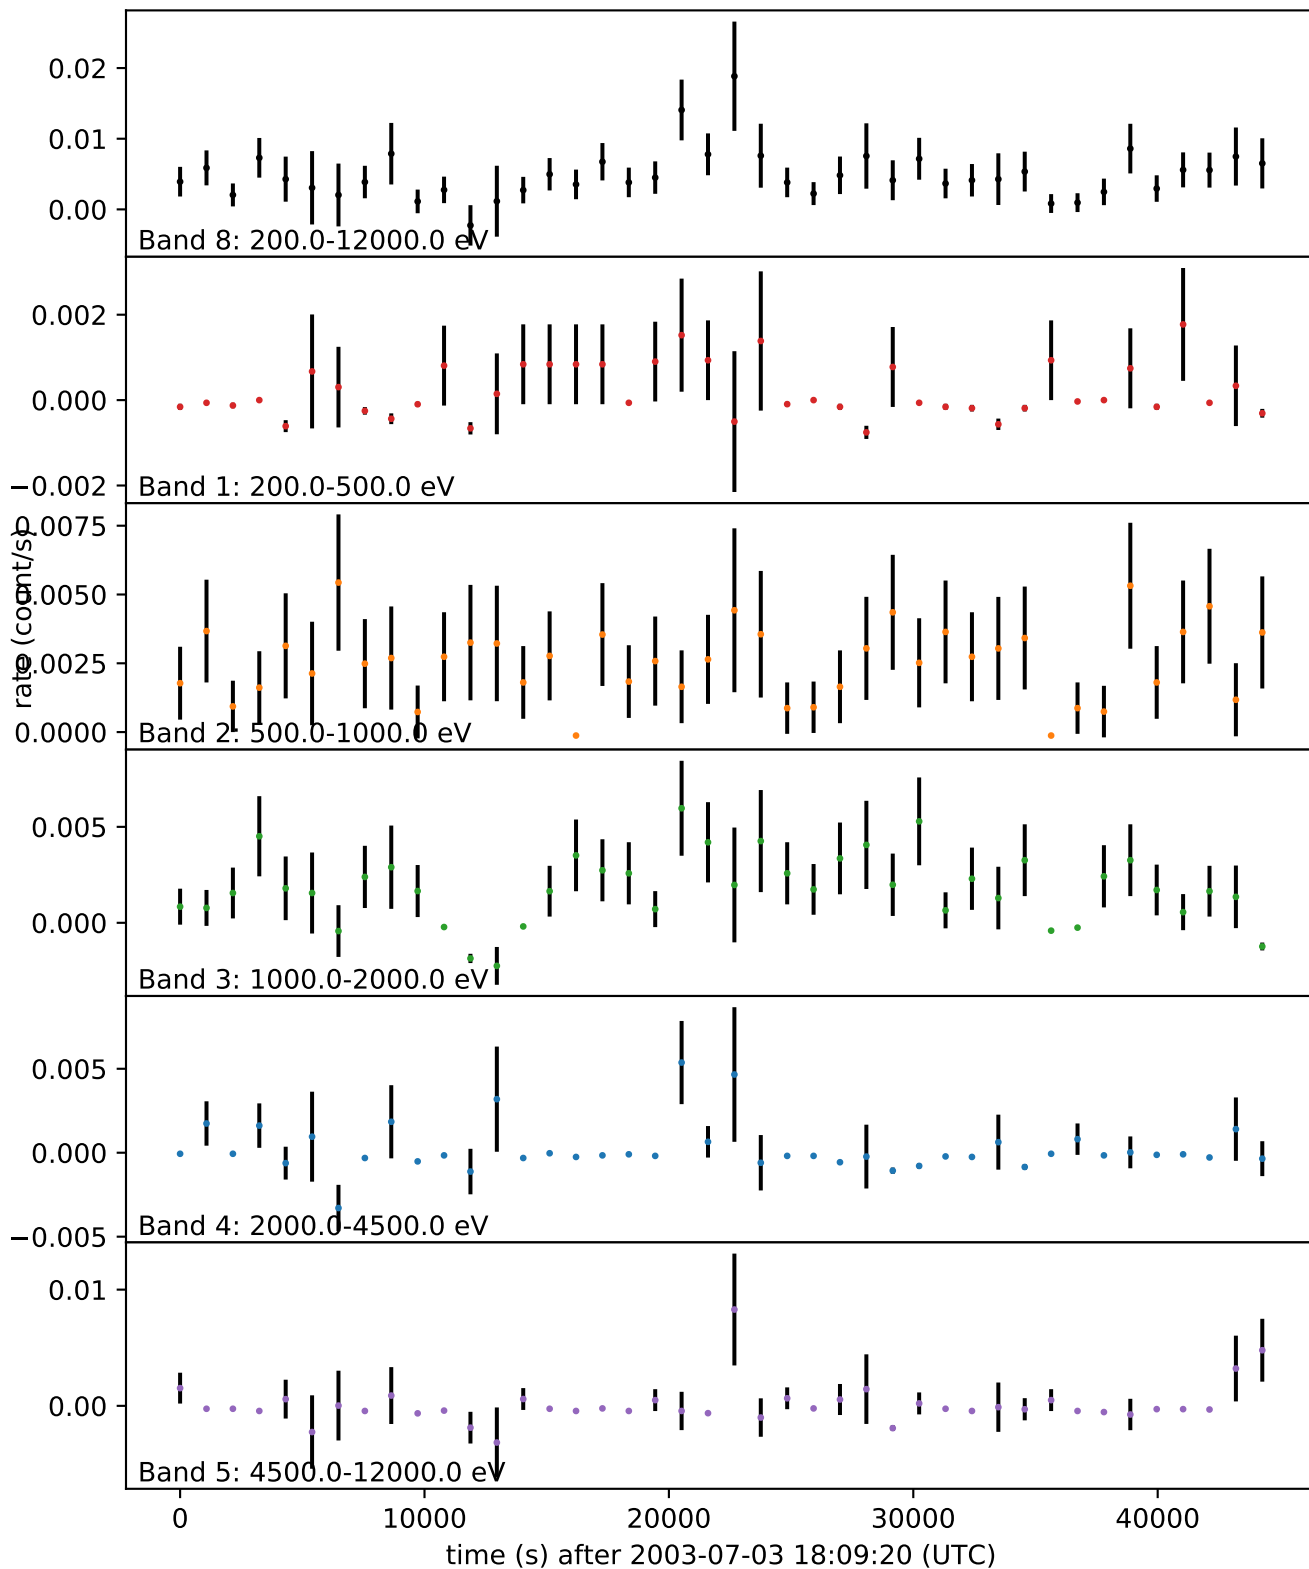 0.02
0.01
0.00
Band 8: 200.0-12000.0 eV
0.002
0.000
−0.002
Band 1: 200.0-500.0 eV
rate (count/s)
0.0075
0.0050
0.0025
0.0000
Band 2: 500.0-1000.0 eV
0.005
0.000
Band 3: 1000.0-2000.0 eV
0.005
0.000
−0.005
Band 4: 2000.0-4500.0 eV
0.01
0.00
Band 5: 4500.0-12000.0 eV
0 10000 20000 30000 40000
time (s) after 2003-07-03 18:09:20 (UTC)